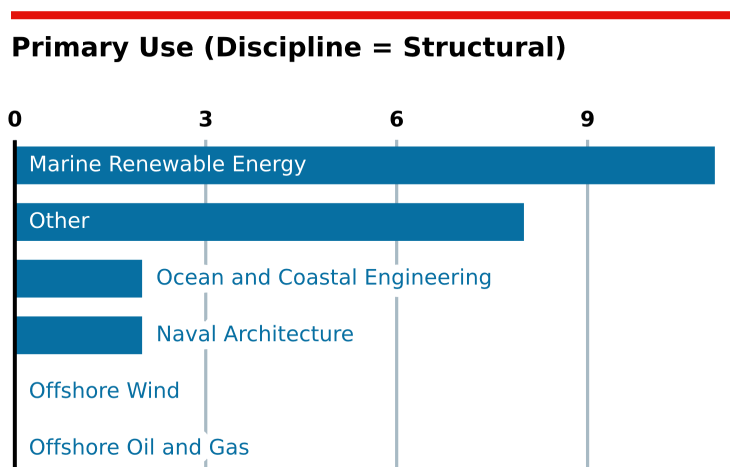 Primary Use (Discipline = Structural)
0 3 6 9
Marine Renewable Energy
Other
Ocean and Coastal Engineering
Naval Architecture
Offshore Wind
Offshore Oil and Gas